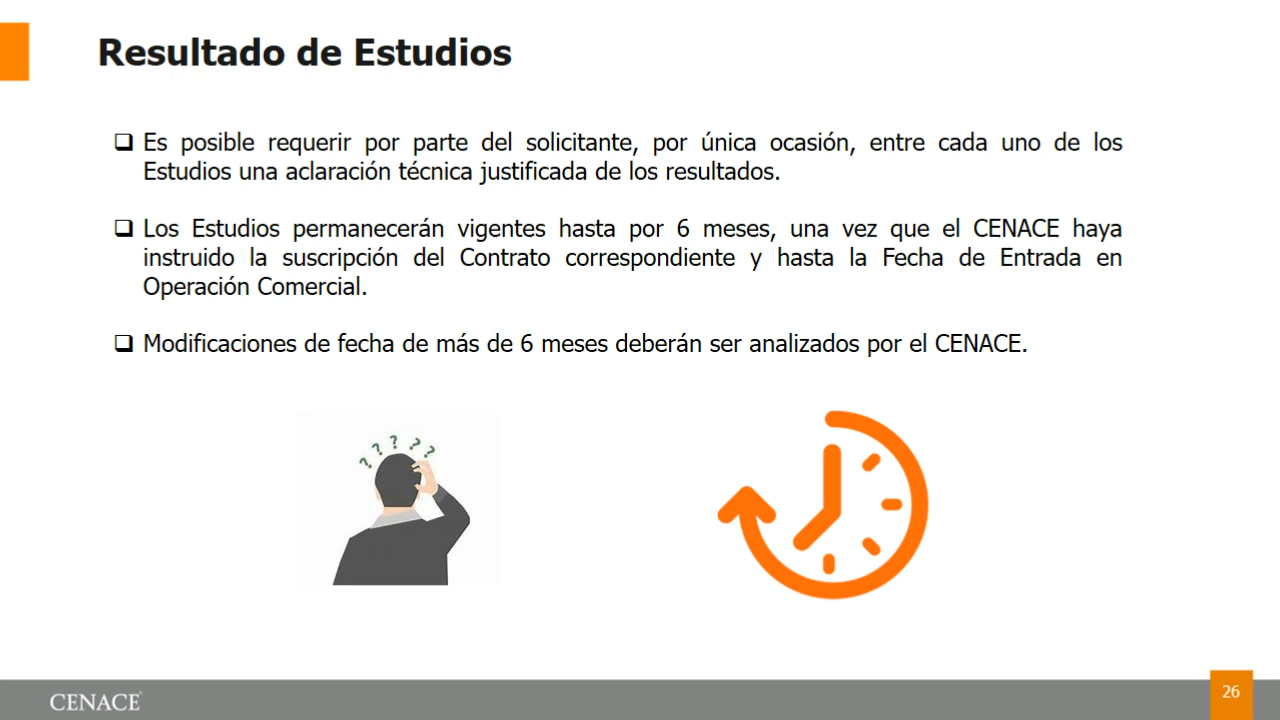 Resultado de Estudios
❑ Es posible requerir por parte del solicitante, por única ocasión, entre cada uno de los
Estudios una aclaración técnica justificada de los resultados.
❑ Los Estudios permanecerán vigentes hasta por 6 meses, una vez que el CENACE haya
instruido la suscripción del Contrato correspondiente y hasta la Fecha de Entrada en
Operación Comercial.
❑ Modificaciones de fecha de más de 6 meses deberán ser analizados por el CENACE.
? ? ? ? ?
CENACE®
26